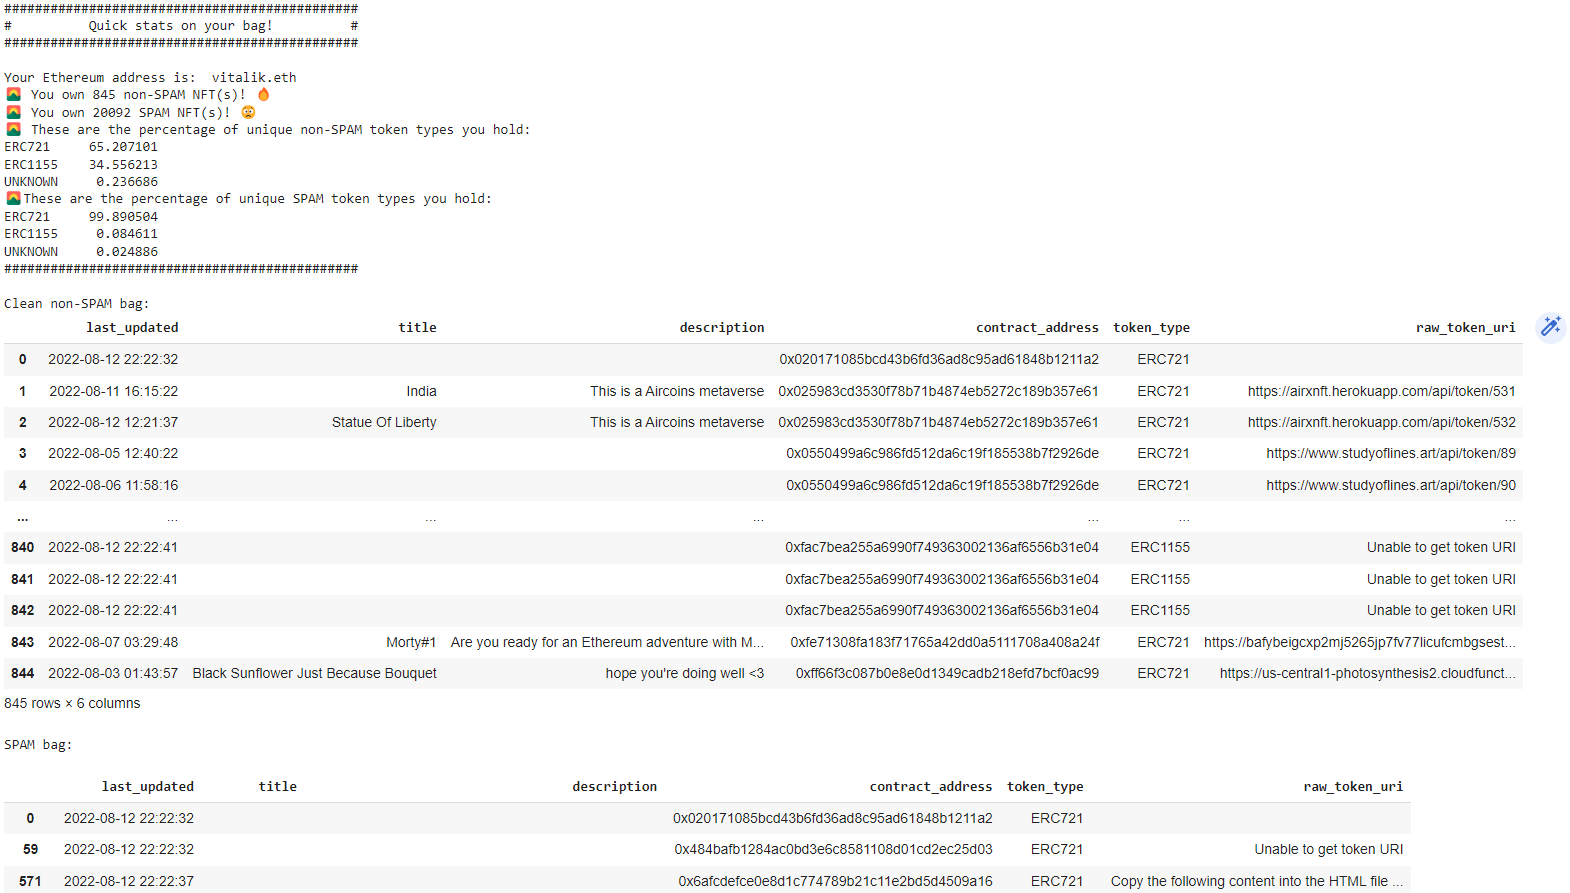 ##############################################
#          Quick stats on your bag!          #
##############################################
Your Ethereum address is:  vitalik.eth
🌄 You own 845 non-SPAM NFT(s)! 🔥
🌄 You own 20092 SPAM NFT(s)! 😳
🌄 These are the percentage of unique non-SPAM token types you hold:
ERC721     65.207101
ERC1155    34.556213
UNKNOWN     0.236686
🌄These are the percentage of unique SPAM token types you hold:
ERC721     99.890504
ERC1155     0.084611
UNKNOWN     0.024886
##############################################
Clean non-SPAM bag:
last_updated title description contract_address token_type raw_token_uri
0 2022-08-12 22:22:32 0x020171085bcd43b6fd36ad8c95ad61848b1211a2 ERC721
1 2022-08-11 16:15:22 India This is a Aircoins metaverse 0x025983cd3530f78b71b4874eb5272c189b357e61 ERC721 https://airxnft.herokuapp.com/api/token/531
2 2022-08-12 12:21:37 Statue Of Liberty This is a Aircoins metaverse 0x025983cd3530f78b71b4874eb5272c189b357e61 ERC721 https://airxnft.herokuapp.com/api/token/532
3 2022-08-05 12:40:22 0x0550499a6c986fd512da6c19f185538b7f2926de ERC721 https://www.studyoflines.art/api/token/89
4 2022-08-06 11:58:16 0x0550499a6c986fd512da6c19f185538b7f2926de ERC721 https://www.studyoflines.art/api/token/90
... ... ... ... ... ... ...
840 2022-08-12 22:22:41 0xfac7bea255a6990f749363002136af6556b31e04 ERC1155 Unable to get token URI
841 2022-08-12 22:22:41 0xfac7bea255a6990f749363002136af6556b31e04 ERC1155 Unable to get token URI
842 2022-08-12 22:22:41 0xfac7bea255a6990f749363002136af6556b31e04 ERC1155 Unable to get token URI
843 2022-08-07 03:29:48 Morty#1 Are you ready for an Ethereum adventure with M... 0xfe71308fa183f71765a42dd0a5111708a408a24f ERC721 https://bafybeigcxp2mj5265jp7fv77licufcmbgsest...
844 2022-08-03 01:43:57 Black Sunflower Just Because Bouquet hope you're doing well <3 0xff66f3c087b0e8e0d1349cadb218efd7bcf0ac99 ERC721 https://us-central1-photosynthesis2.cloudfunct...
845 rows × 6 columns
SPAM bag:
last_updated title description contract_address token_type raw_token_uri
0 2022-08-12 22:22:32 0x020171085bcd43b6fd36ad8c95ad61848b1211a2 ERC721
59 2022-08-12 22:22:32 0x484bafb1284ac0bd3e6c8581108d01cd2ec25d03 ERC721 Unable to get token URI
571 2022-08-12 22:22:37 0x6afcdefce0e8d1c774789b21c11e2bd5d4509a16 ERC721 Copy the following content into the HTML file ...